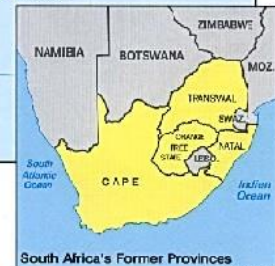 ZIMBABWE
NAMIBIA
BOTSWANA
MOZ.
TRANSVAAL
SWAZ.
ORANGE
FREE
STATE
NATAL
LESO.
CAPE
South
Atlantic
Ocean
Indian
Ocean
South Africa's Former Provinces